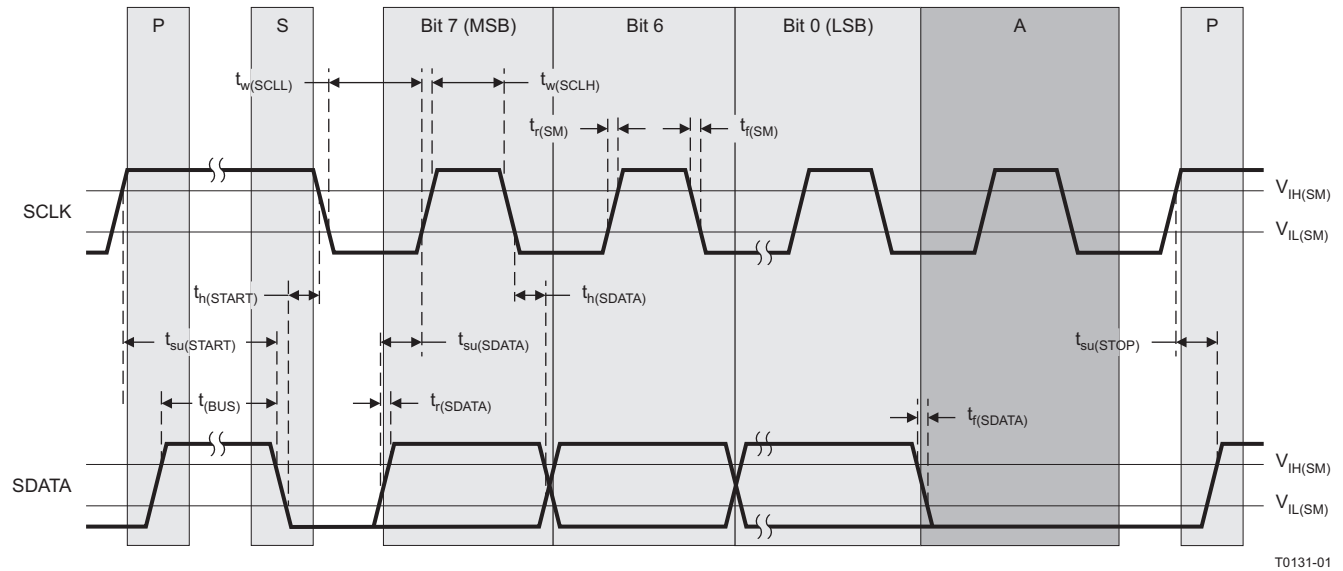 P S Bit 7 (MSB) Bit 6 Bit 0 (LSB) A P
tw(SCLL) tw(SCLH)
tr(SM) tf(SM)
SCLK
VIH(SM)
VIL(SM)
th(START) th(SDATA)
tsu(START) tsu(SDATA) tsu(STOP)
t(BUS) tr(SDATA) tf(SDATA)
SDATA
VIH(SM)
VIL(SM)
T0131-01